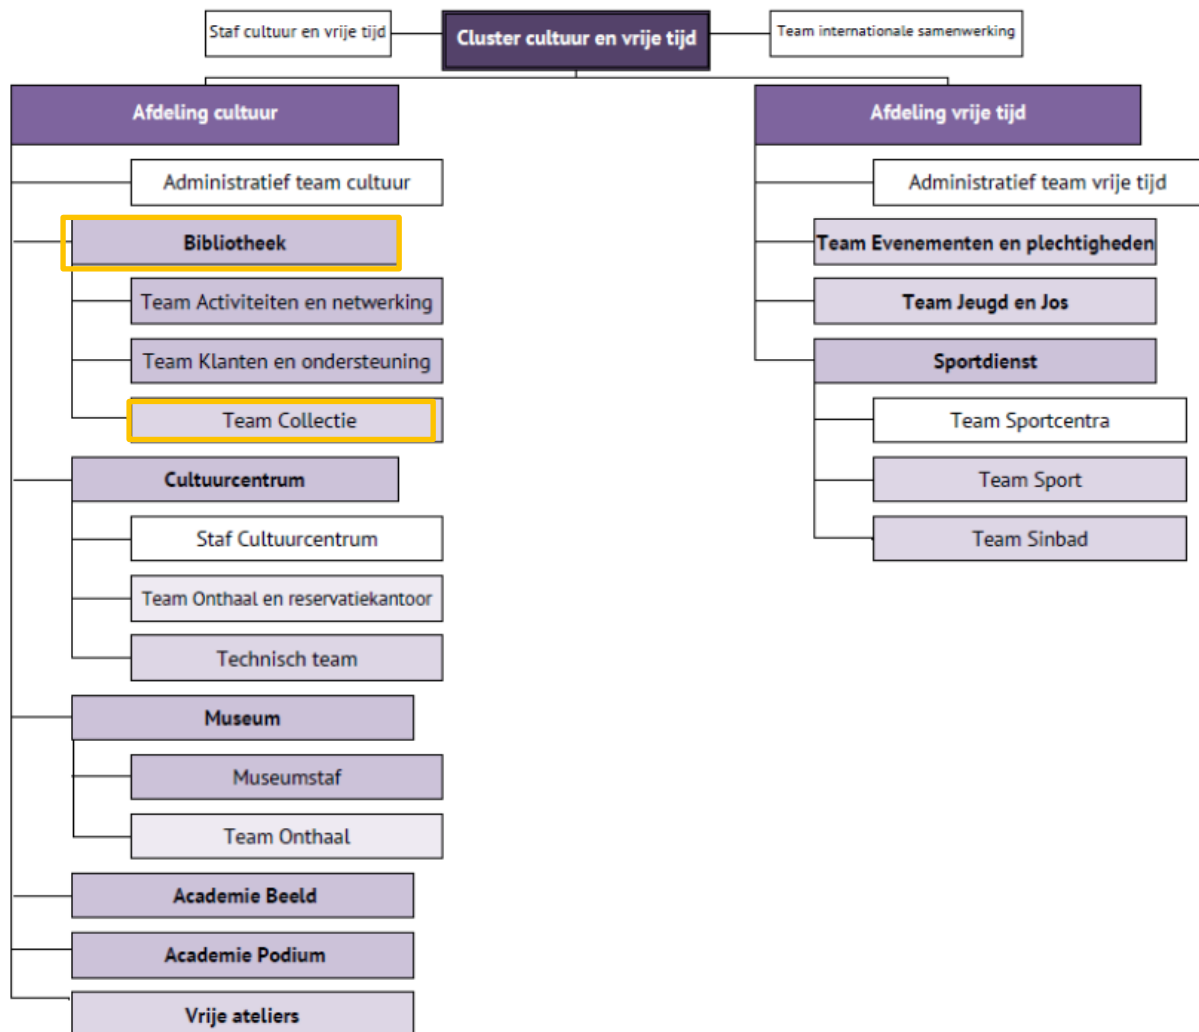 Staf cultuur en vrije tijd
Cluster cultuur en vrije tijd
Team internationale samenwerking
Afdeling cultuur
Administratief team cultuur
Bibliotheek
Team Activiteiten en netwerking
Team Klanten en ondersteuning
Team Collectie
Cultuurcentrum
Staf Cultuurcentrum
Team Onthaal en reservatiekantoor
Technisch team
Museum
Museumstaf
Team Onthaal
Academie Beeld
Academie Podium
Vrije ateliers
Afdeling vrije tijd
Administratief team vrije tijd
Team Evenementen en plechtigheden
Team Jeugd en Jos
Sportdienst
Team Sportcentra
Team Sport
Team Sinbad